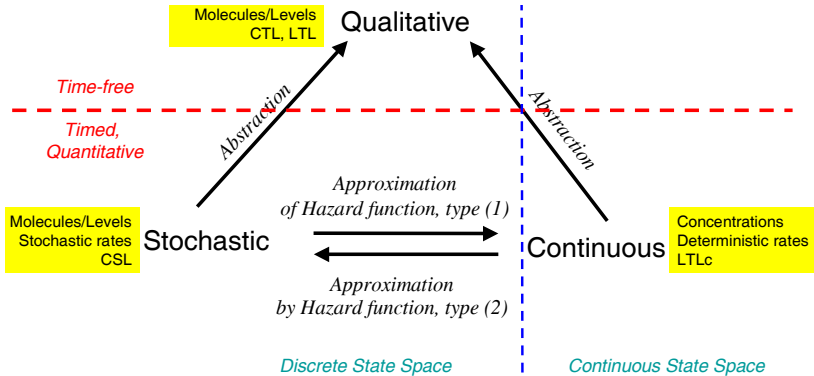 Molecules/Levels
CTL, LTL
Qualitative
Time-free
Timed,
Quantitative
Abstraction
Abstraction
Approximation
of Hazard function, type (1)
Molecules/Levels
Stochastic rates
CSL
Stochastic
Continuous
Concentrations
Deterministic rates
LTLc
Approximation
by Hazard function, type (2)
Discrete State Space
Continuous State Space